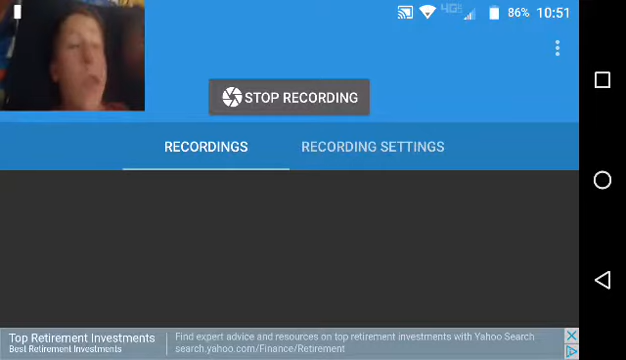 4G 86% 10:51
STOP RECORDING
RECORDINGS RECORDING SETTINGS
Top Retirement Investments
Best Retirement Investments
Find expert advice and resources on top retirement investments with Yahoo Search
search.yahoo.com/Finance/Retirement